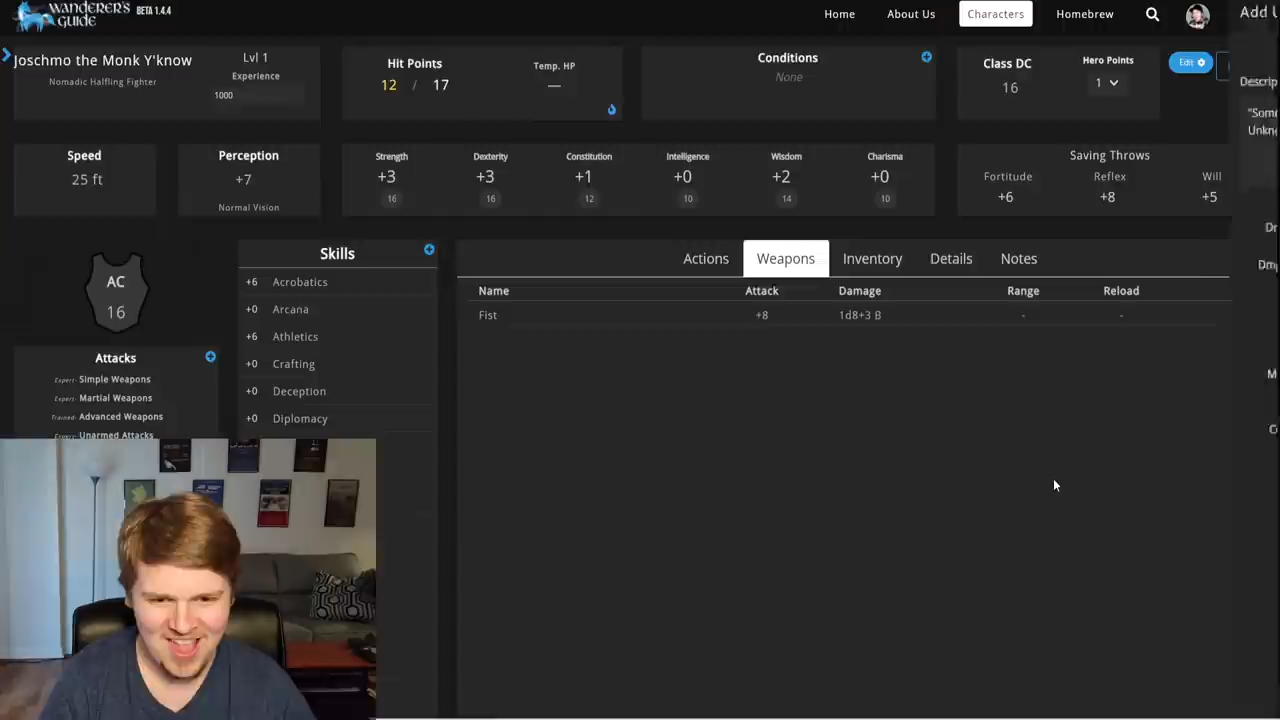 WANDERER'S
GUIDE
BETA 1.4.4
Home
About Us
Characters
Homebrew
Joschmo the Monk Y'know
Nomadic Halfling Fighter
Lvl 1
Experience
1000
Hit Points
12 / 17
Temp. HP
—
Conditions
None
Class DC
16
Hero Points
1
Edit
Speed
25 ft
Perception
+7
Normal Vision
Strength
+3
16
Dexterity
+3
16
Constitution
+1
12
Intelligence
+0
10
Wisdom
+2
14
Charisma
+0
10
Saving Throws
Fortitude
+6
Reflex
+8
Will
+5
AC
16
Attacks
Expert - Simple Weapons
Expert - Martial Weapons
Trained - Advanced Weapons
Expert - Unarmed Attacks
Skills
+6 Acrobatics
+0 Arcana
+6 Athletics
+0 Crafting
+0 Deception
+0 Diplomacy
Actions
Weapons
Inventory
Details
Notes
Name Attack Damage Range Reload
Fist +8 1d8+3 B - -
Add